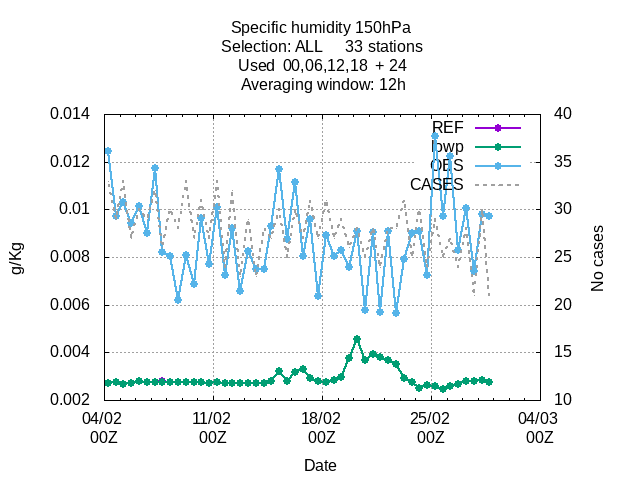 Specific humidity 150hPa
Selection: ALL 33 stations
Used 00,06,12,18 + 24
Averaging window: 12h
0.014
0.012
0.01
0.008
0.006
0.004
0.002
40
35
30
25
20
15
10
REF
lowp
OBS
CASES
g/Kg
No cases
04/02 11/02 18/02 25/02 04/03
00Z 00Z 00Z 00Z 00Z
Date